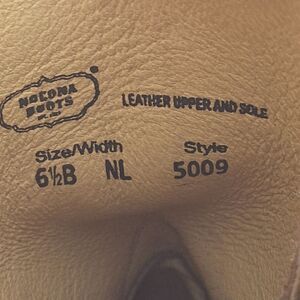 NOCONA
BOOTS
LEATHER UPPER AND SOLE
Size/Width
Style
6½B NL 5009